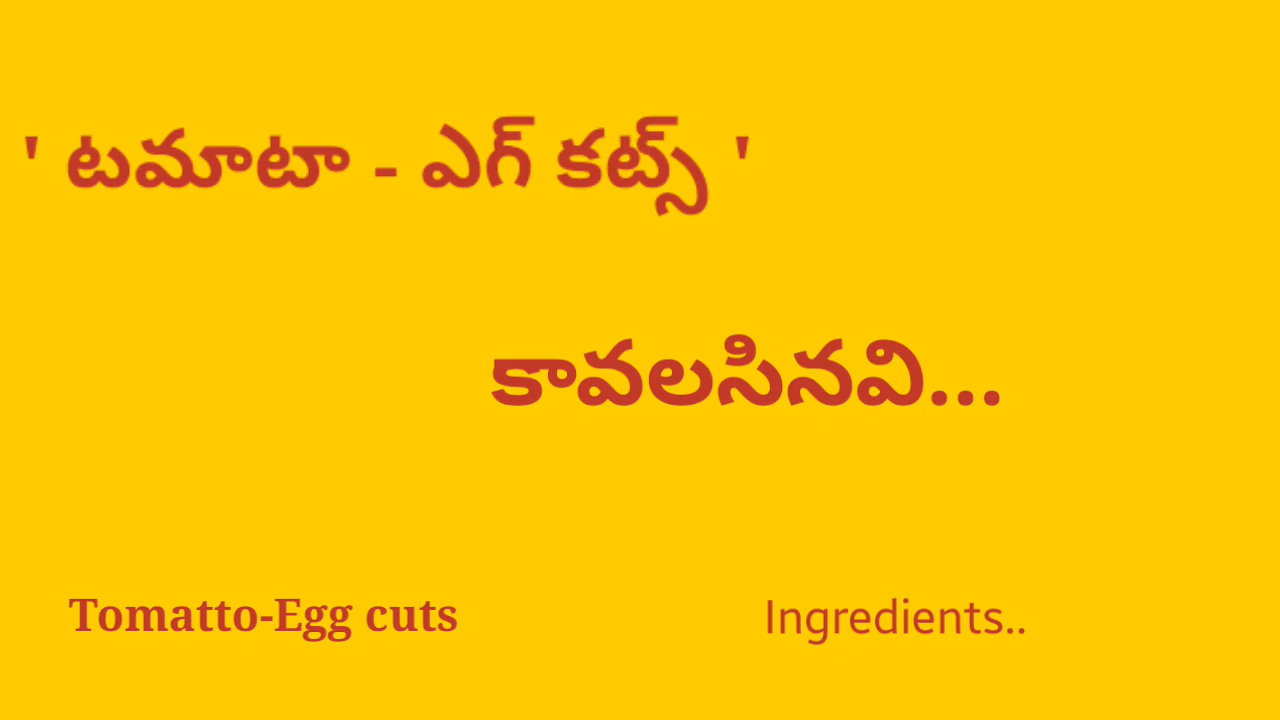 ' టమాటా - ఎగ్ కట్స్ '
కావలసినవి...
Tomatto-Egg cuts
Ingredients..